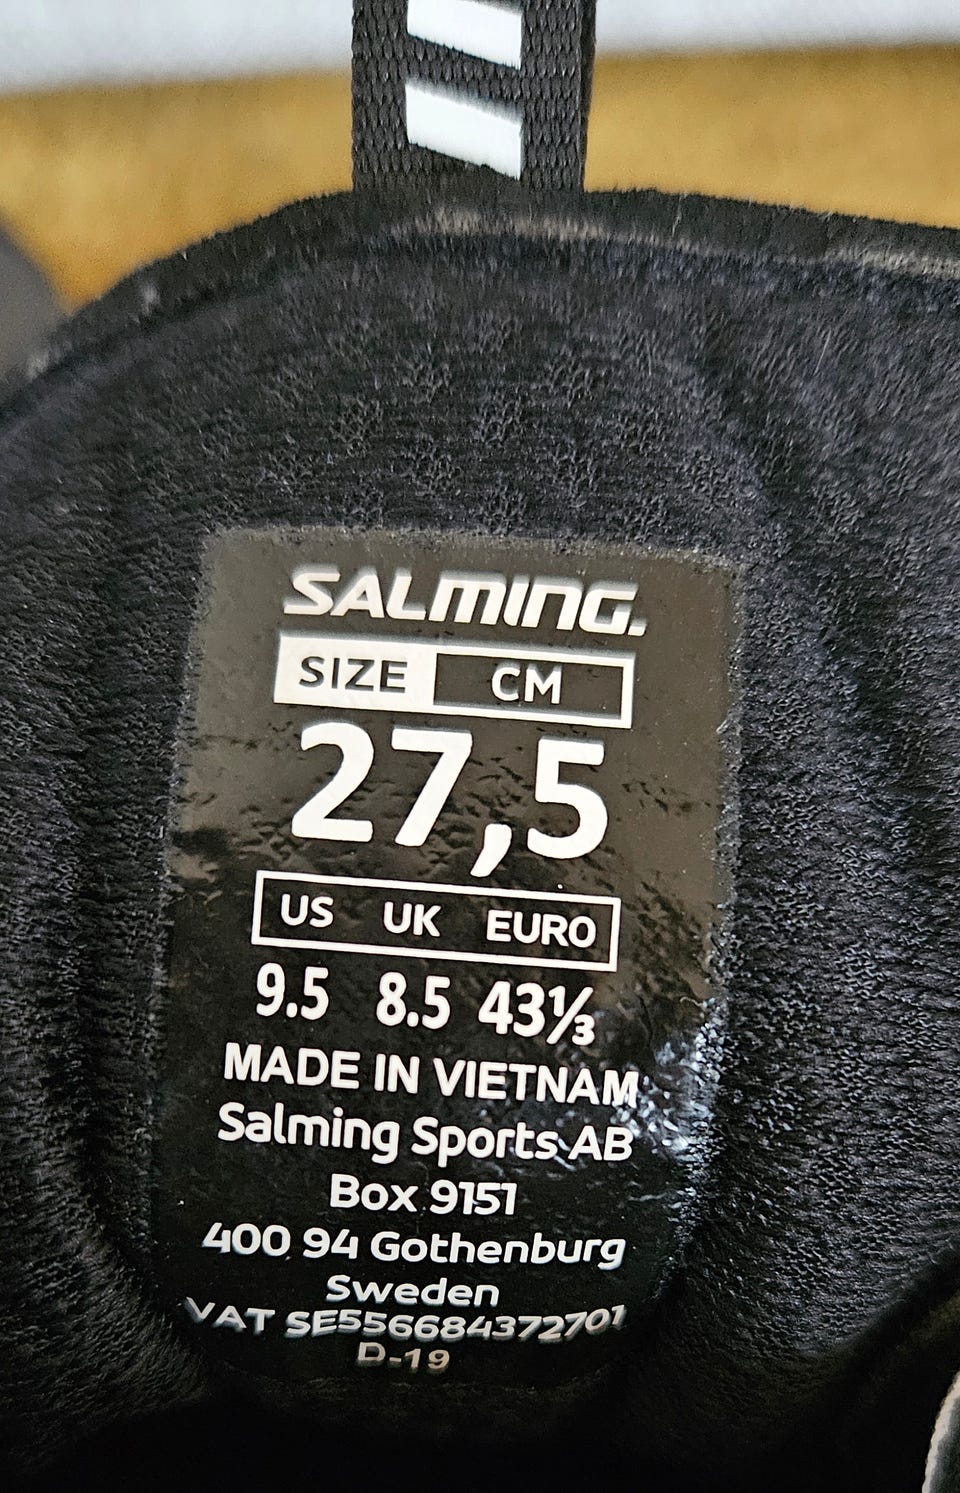 SALMING.
SIZE CM
27,5
US UK EURO
9.5 8.5 43⅓
MADE IN VIETNAM
Salming Sports AB
Box 9151
400 94 Gothenburg
Sweden
VAT SE556684372701
D-19